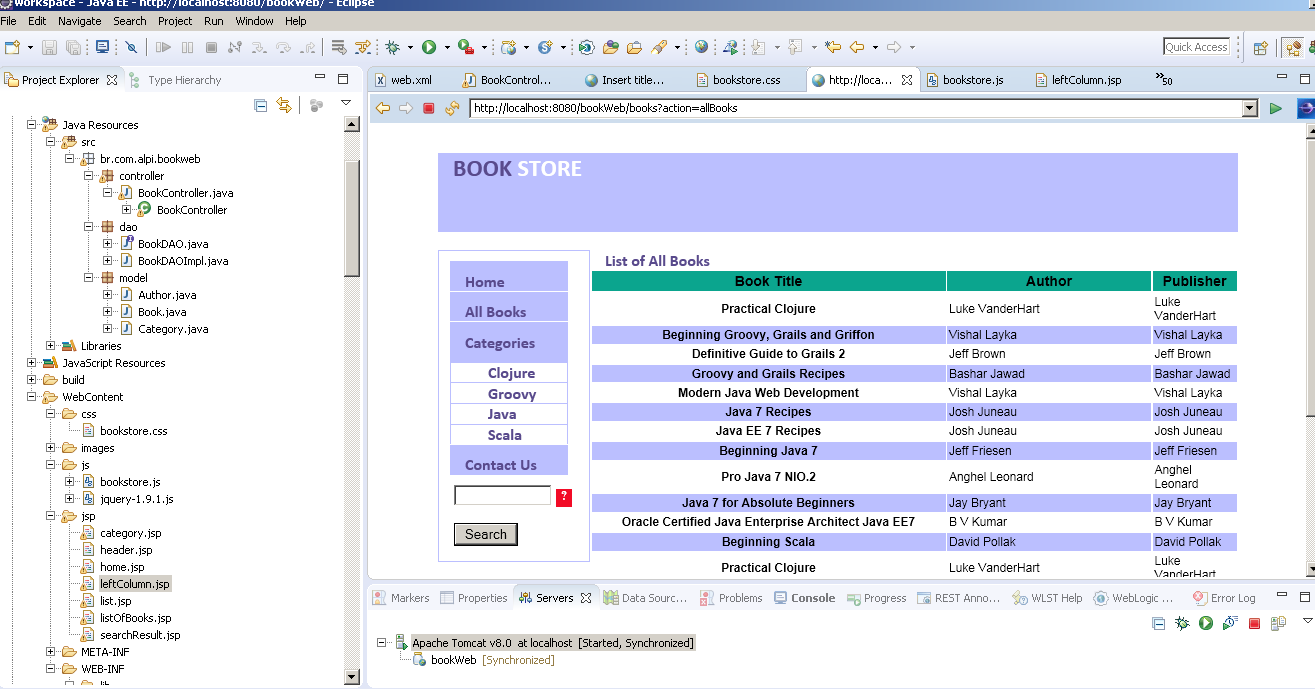 workspace - Java EE - http://localhost:8080/bookWeb/ - Eclipse
File Edit Navigate Search Project Run Window Help
Quick Access
Project Explorer Type Hierarchy
web.xml BookControl... Insert title... bookstore.css http://loca... bookstore.js leftColumn.jsp »50
http://localhost:8080/bookWeb/books?action=allBooks
Java Resources
src
br.com.alpi.bookweb
controller
BookController.java
BookController
dao
BookDAO.java
BookDAOImpl.java
model
Author.java
Book.java
Category.java
Libraries
JavaScript Resources
build
WebContent
css
bookstore.css
images
js
bookstore.js
jquery-1.9.1.js
jsp
category.jsp
header.jsp
home.jsp
leftColumn.jsp
list.jsp
listOfBooks.jsp
searchResult.jsp
META-INF
WEB-INF
lib
BOOK STORE
Home
All Books
Categories
Clojure
Groovy
Java
Scala
Contact Us
?
Search
List of All Books
Book Title Author Publisher
Practical Clojure Luke VanderHart Luke VanderHart
Beginning Groovy, Grails and Griffon Vishal Layka Vishal Layka
Definitive Guide to Grails 2 Jeff Brown Jeff Brown
Groovy and Grails Recipes Bashar Jawad Bashar Jawad
Modern Java Web Development Vishal Layka Vishal Layka
Java 7 Recipes Josh Juneau Josh Juneau
Java EE 7 Recipes Josh Juneau Josh Juneau
Beginning Java 7 Jeff Friesen Jeff Friesen
Pro Java 7 NIO.2 Anghel Leonard Anghel Leonard
Java 7 for Absolute Beginners Jay Bryant Jay Bryant
Oracle Certified Java Enterprise Architect Java EE7 B V Kumar B V Kumar
Beginning Scala David Pollak David Pollak
Practical Clojure Luke VanderHart Luke VanderHart
Markers Properties Servers Data Sourc... Problems Console Progress REST Anno... WLST Help WebLogic ... Error Log
Apache Tomcat v8.0 at localhost [Started, Synchronized]
bookWeb [Synchronized]